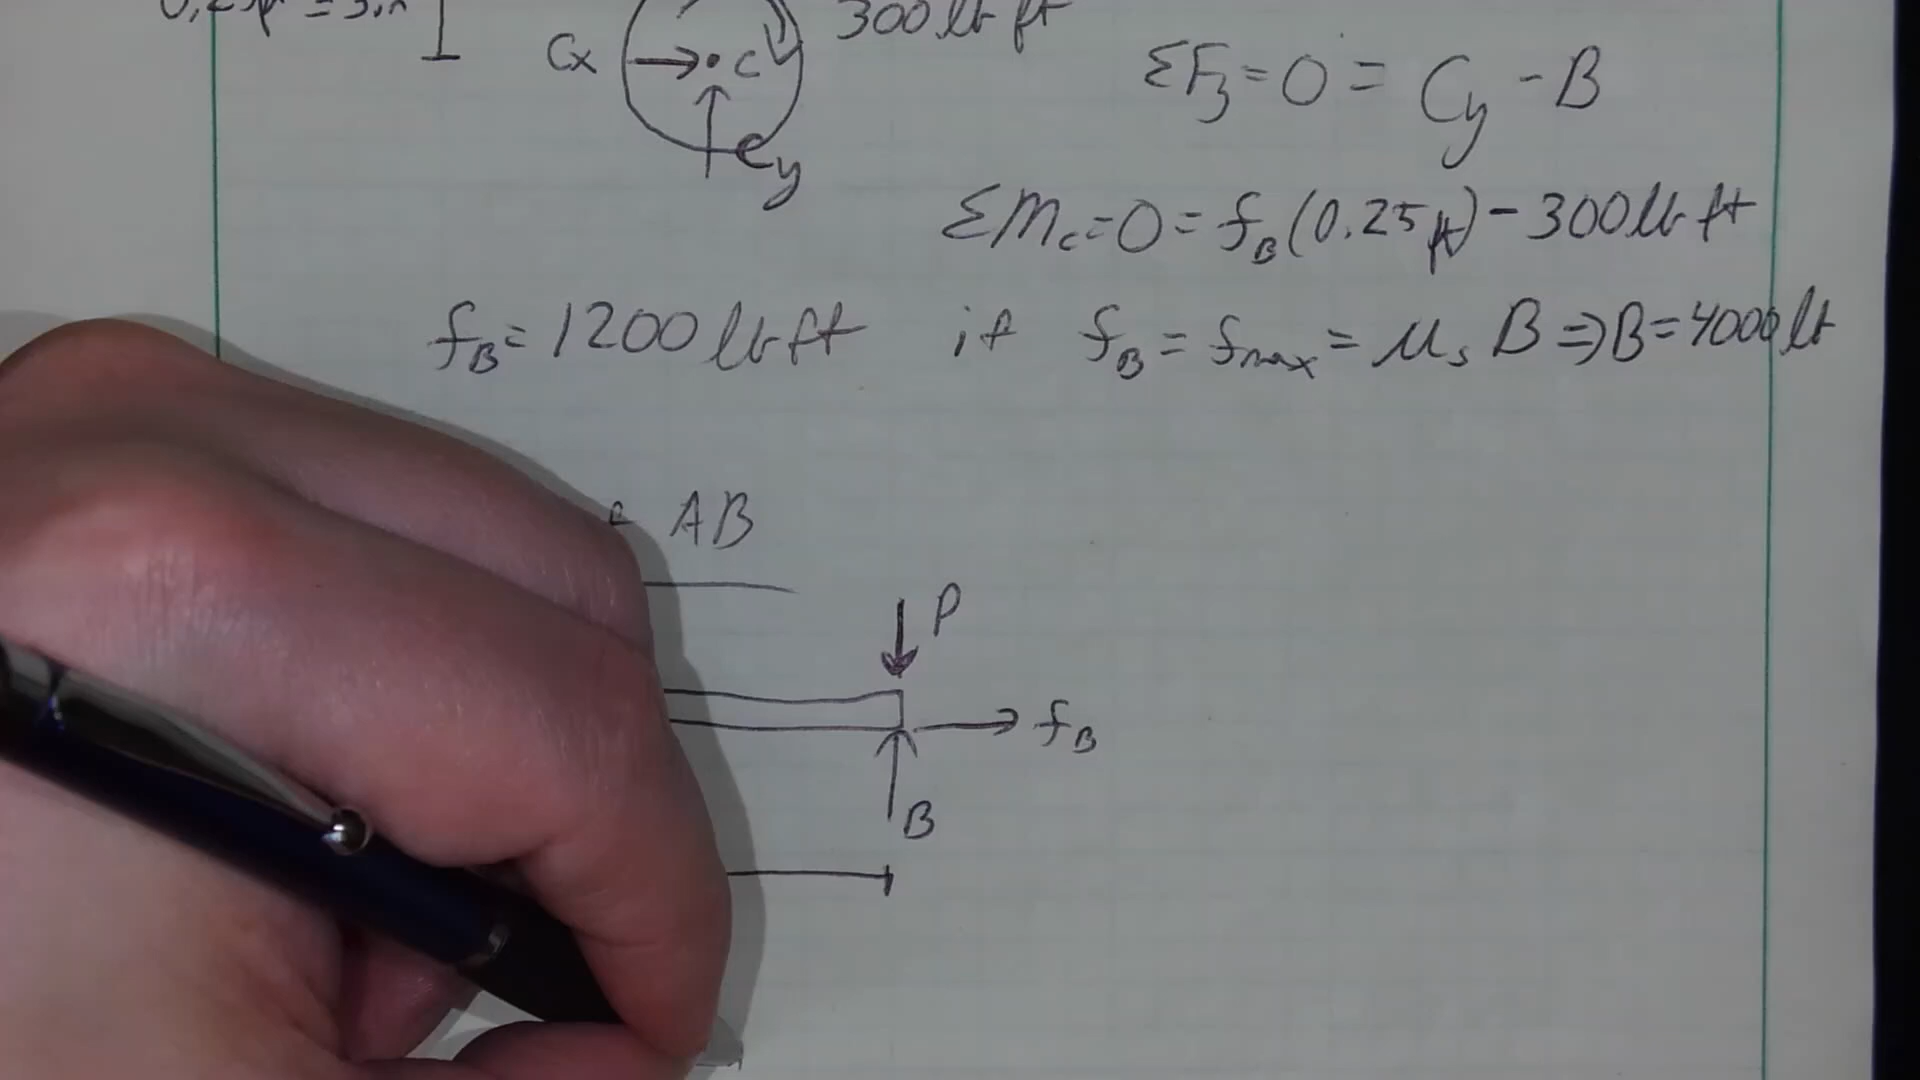 300 lb ft
Cx
C
Cy
ΣFy = 0 = Cy - B
ΣMc = 0 = fB (0.25 ft) - 300 lb ft
fB = 1200 lb ft if fB = fmax = μs B ⇒ B = 4000 lb
AB
P
fB
B